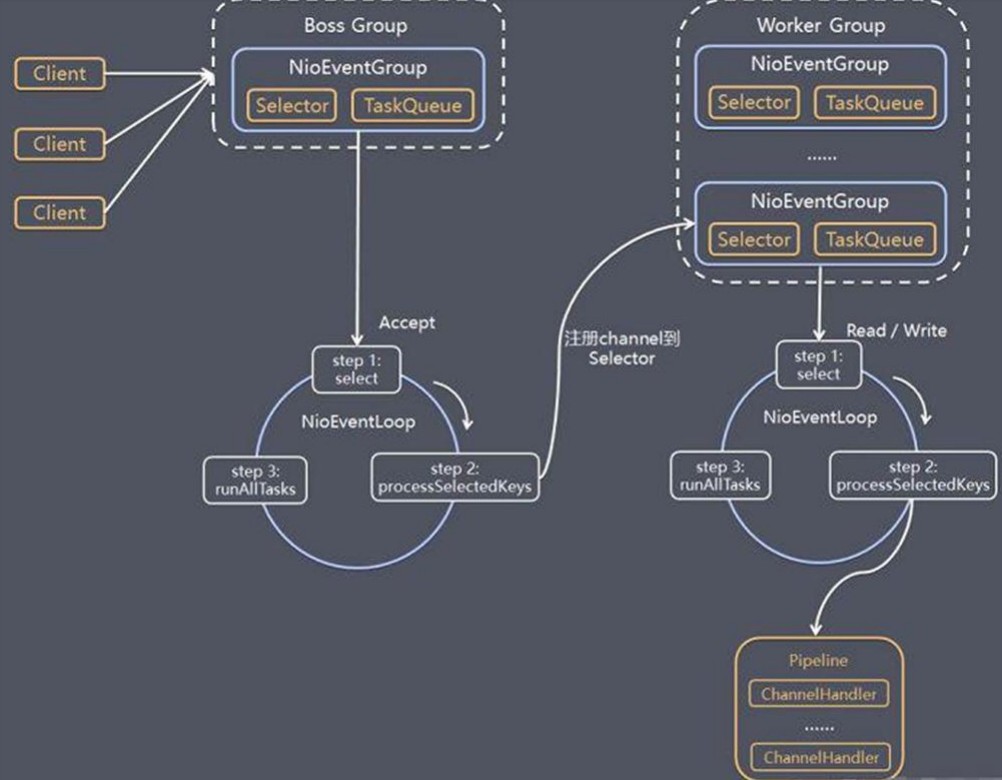 Boss Group
NioEventGroup
Selector
TaskQueue
Client
Client
Client
Accept
step 1:
select
NioEventLoop
step 2:
processSelectedKeys
step 3:
runAllTasks
注册channel到
Selector
Worker Group
NioEventGroup
Selector
TaskQueue
......
NioEventGroup
Selector
TaskQueue
Read / Write
step 1:
select
NioEventLoop
step 2:
processSelectedKeys
step 3:
runAllTasks
Pipeline
ChannelHandler
......
ChannelHandler